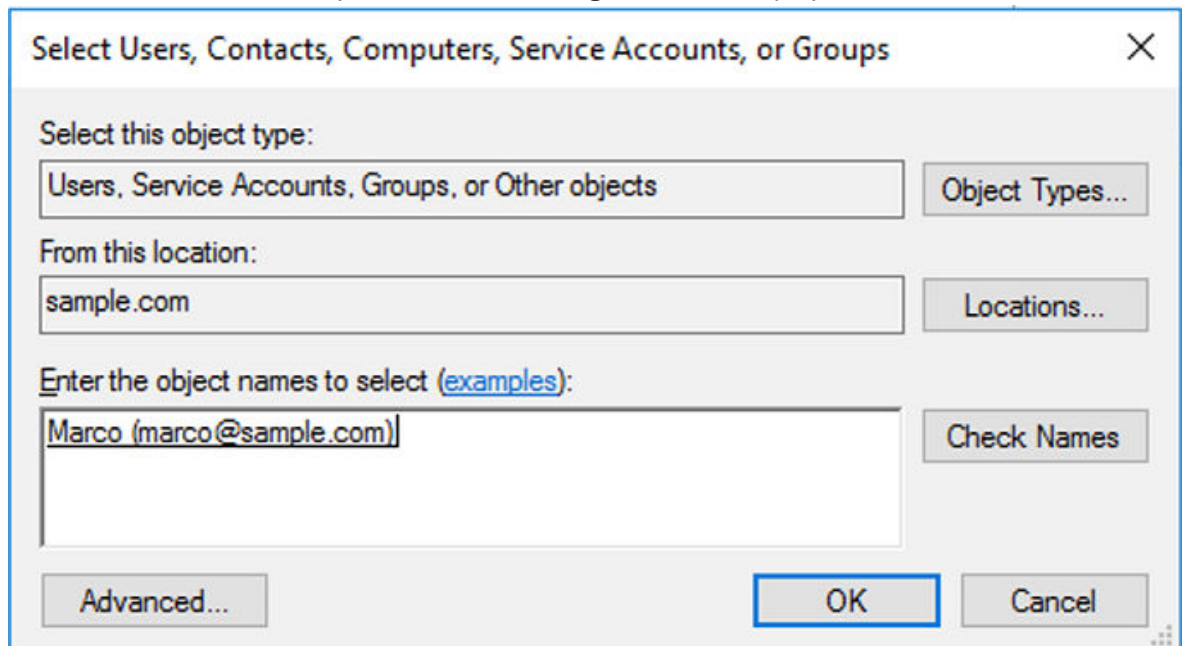 Select Users, Contacts, Computers, Service Accounts, or Groups
Select this object type:
Users, Service Accounts, Groups, or Other objects
Object Types...
From this location:
sample.com
Locations...
Enter the object names to select (examples):
Marco (marco@sample.com)
Check Names
Advanced...
OK
Cancel